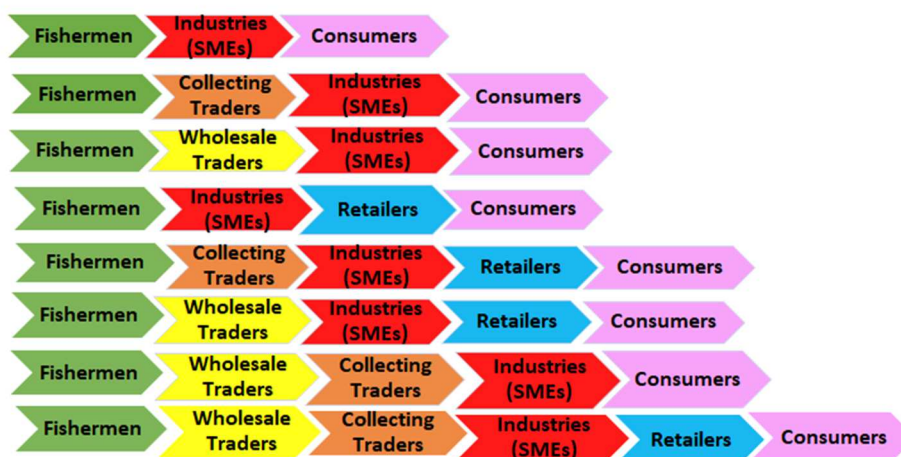 Fishermen Industries (SMEs) Consumers
Fishermen Collecting Traders Industries (SMEs) Consumers
Fishermen Wholesale Traders Industries (SMEs) Consumers
Fishermen Industries (SMEs) Retailers Consumers
Fishermen Collecting Traders Industries (SMEs) Retailers Consumers
Fishermen Wholesale Traders Industries (SMEs) Retailers Consumers
Fishermen Wholesale Traders Collecting Traders Industries (SMEs) Consumers
Fishermen Wholesale Traders Collecting Traders Industries (SMEs) Retailers Consumers